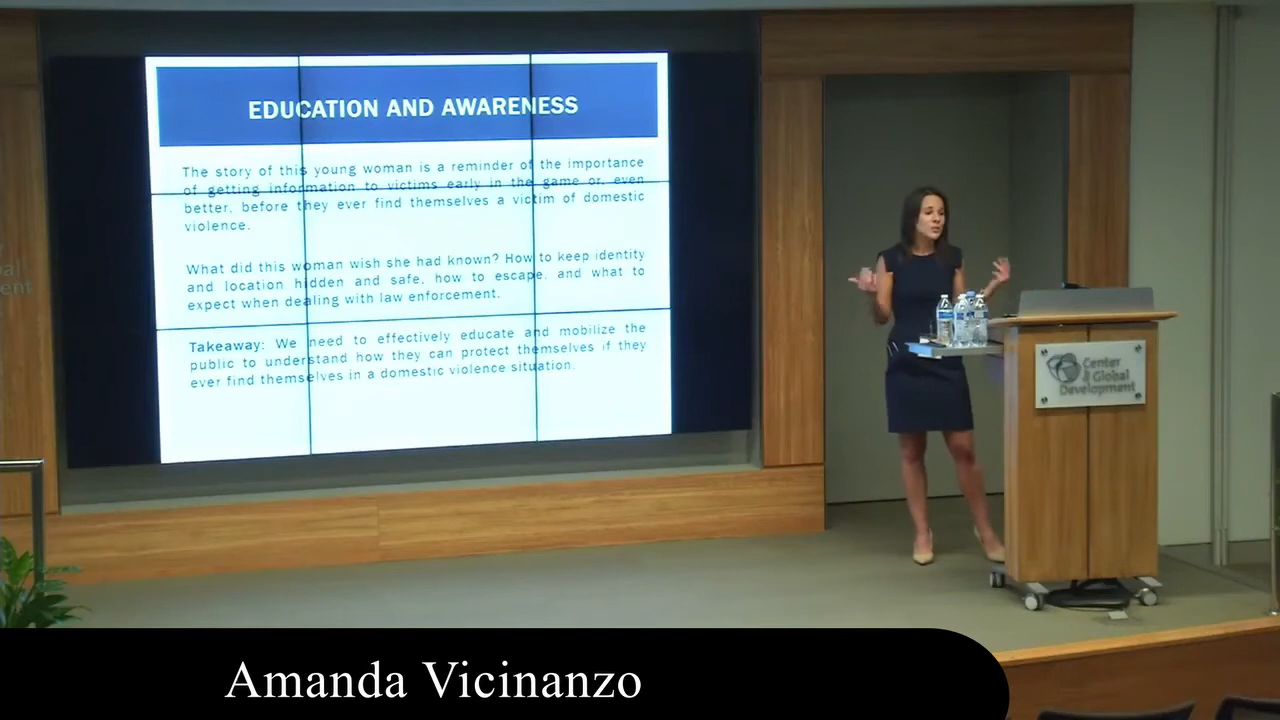 EDUCATION AND AWARENESS
The story of this young woman is a reminder of the importance
of getting information to victims early in the game or, even
better, before they ever find themselves a victim of domestic
violence.
What did this woman wish she had known? How to keep identity
and location hidden and safe, how to escape, and what to
expect when dealing with law enforcement.
Takeaway: We need to effectively educate and mobilize the
public to understand how they can protect themselves if they
ever find themselves in a domestic violence situation.
Center
Global
Development
Amanda Vicinanzo